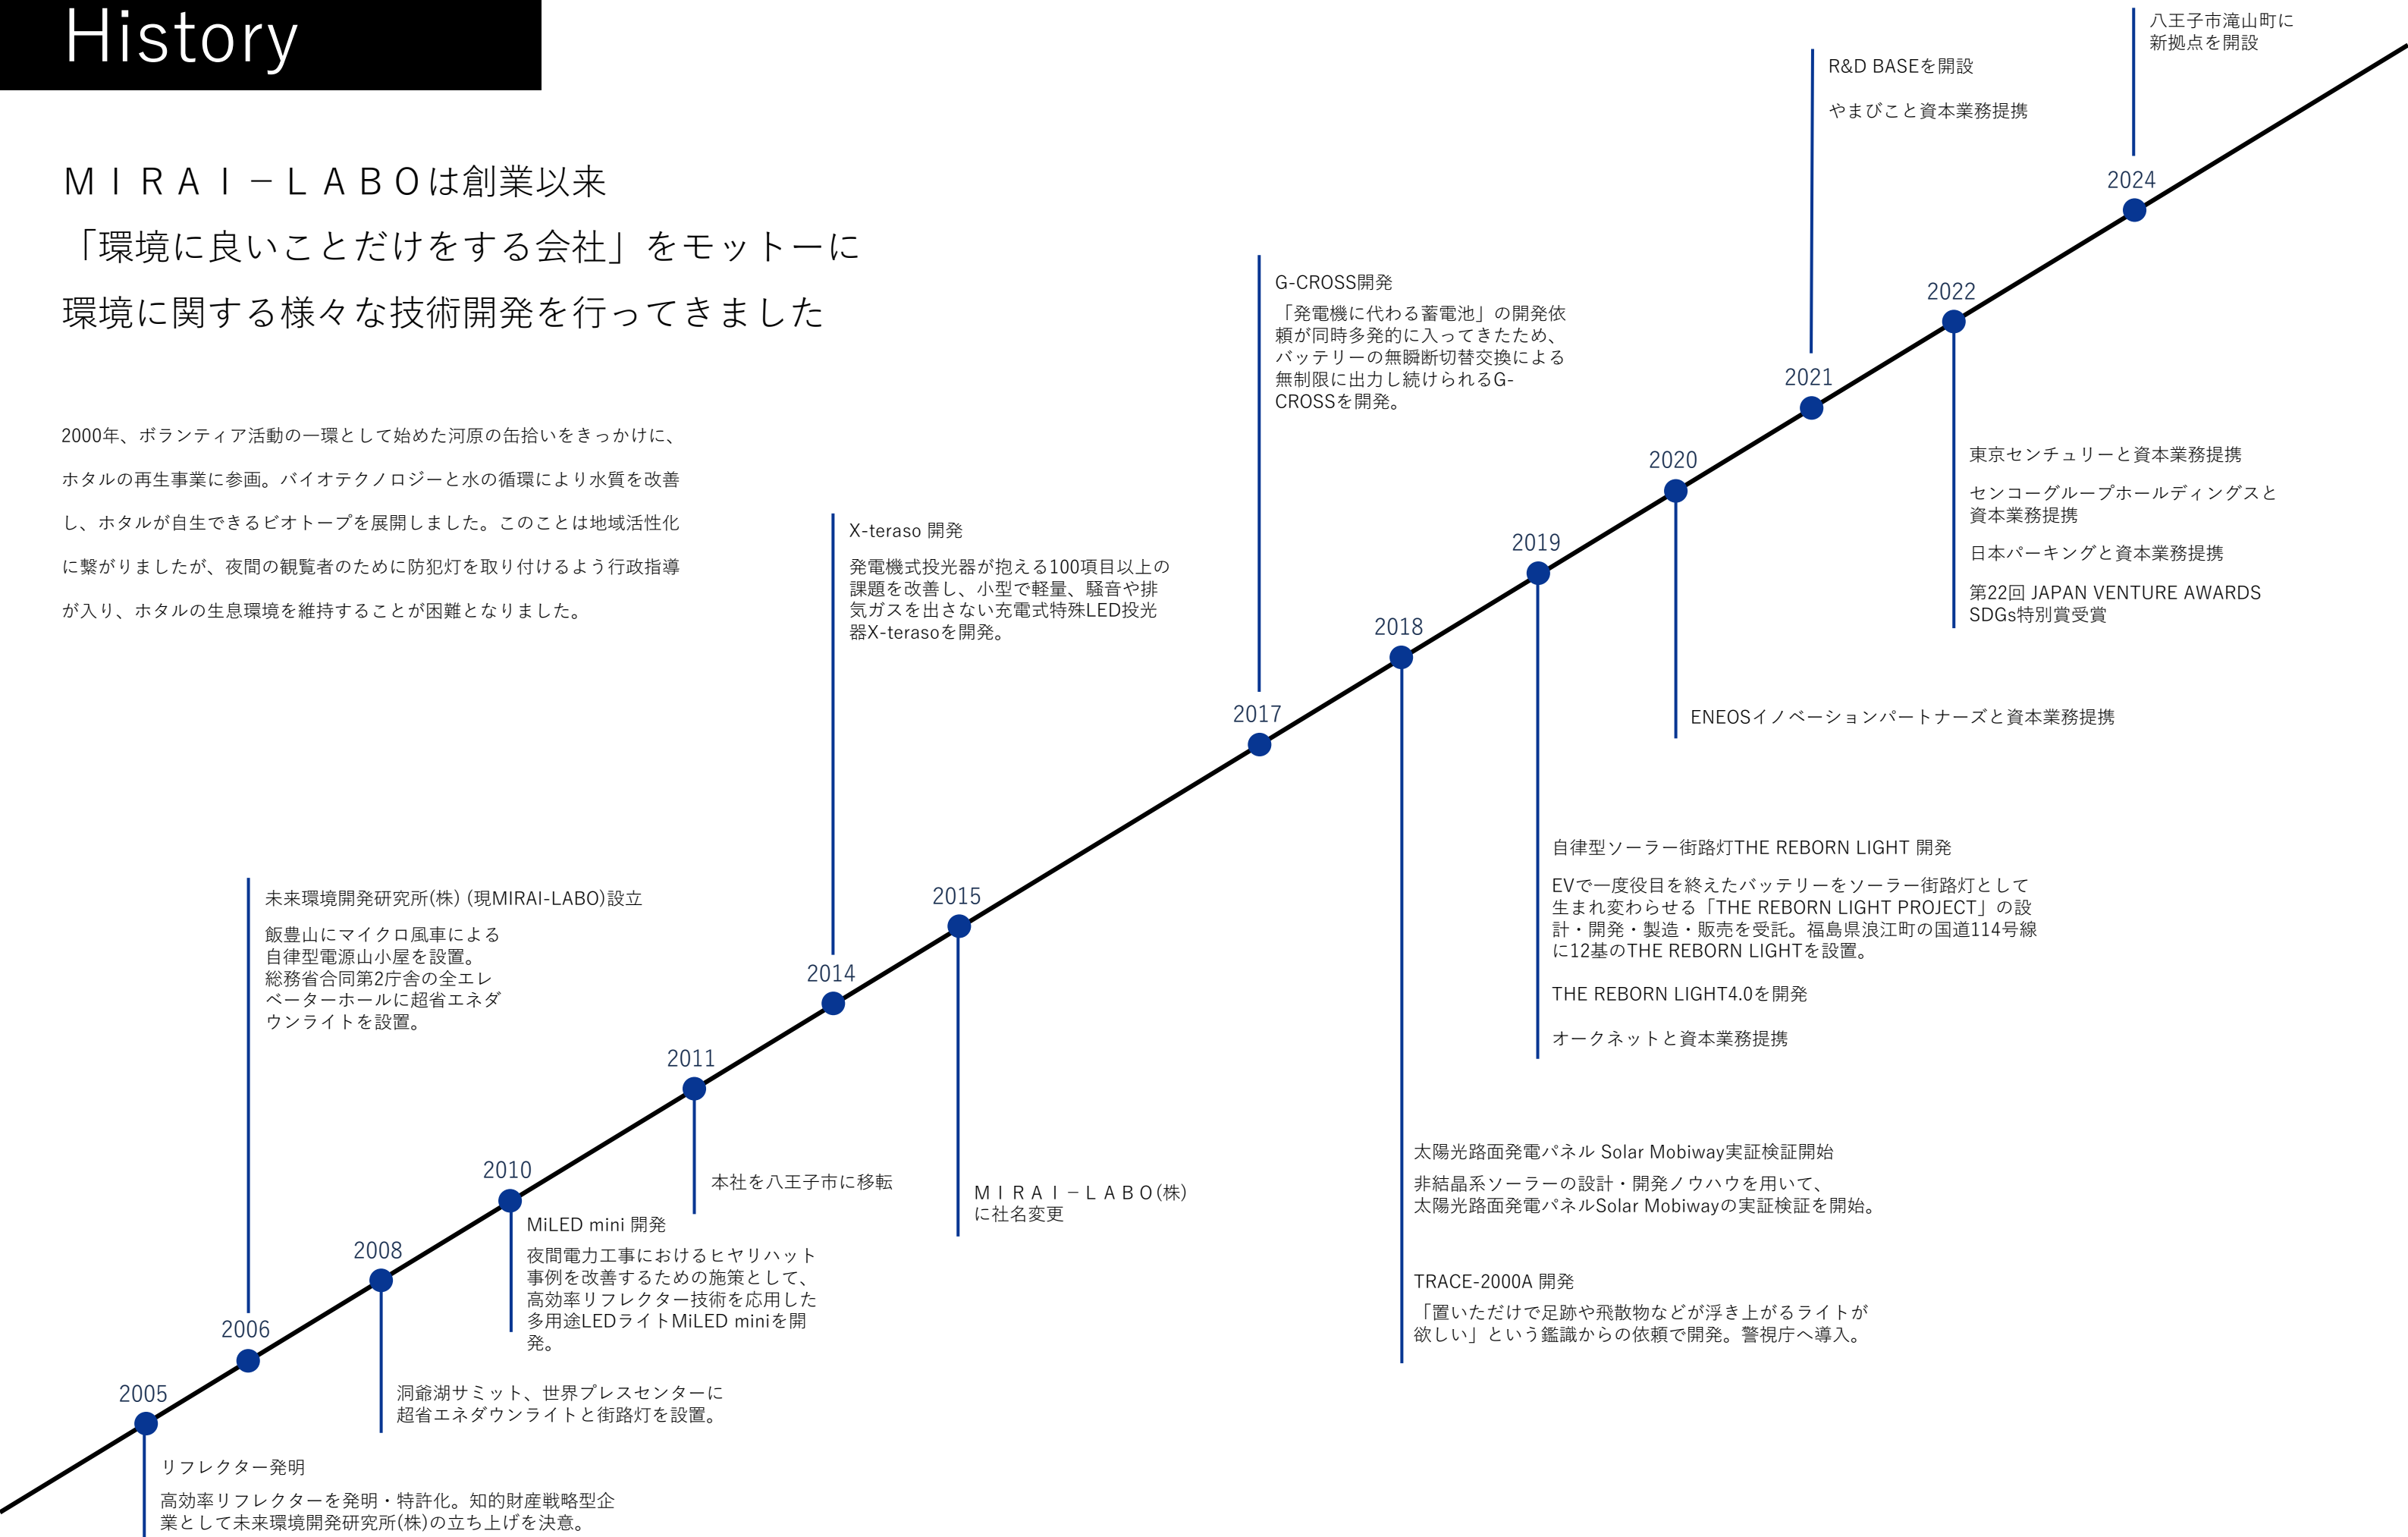 History
ＭＩＲＡＩ－ＬＡＢＯは創業以来
「環境に良いことだけをする会社」をモットーに
環境に関する様々な技術開発を行ってきました
2000年、ボランティア活動の一環として始めた河原の缶拾いをきっかけに、
ホタルの再生事業に参画。バイオテクノロジーと水の循環により水質を改善
し、ホタルが自生できるビオトープを展開しました。このことは地域活性化
に繋がりましたが、夜間の観覧者のために防犯灯を取り付けるよう行政指導
が入り、ホタルの生息環境を維持することが困難となりました。
2005
リフレクター発明
高効率リフレクターを発明・特許化。知的財産戦略型企
業として未来環境開発研究所(株)の立ち上げを決意。
2006
未来環境開発研究所(株) (現MIRAI-LABO)設立
飯豊山にマイクロ風車による
自律型電源山小屋を設置。
総務省合同第2庁舎の全エレ
ベーターホールに超省エネダ
ウンライトを設置。
2008
洞爺湖サミット、世界プレスセンターに
超省エネダウンライトと街路灯を設置。
2010
MiLED mini 開発
夜間電力工事におけるヒヤリハット
事例を改善するための施策として、
高効率リフレクター技術を応用した
多用途LEDライトMiLED miniを開
発。
2011
本社を八王子市に移転
2014
X-teraso 開発
発電機式投光器が抱える100項目以上の
課題を改善し、小型で軽量、騒音や排
気ガスを出さない充電式特殊LED投光
器X-terasoを開発。
2015
ＭＩＲＡＩ－ＬＡＢＯ(株)
に社名変更
2017
G-CROSS開発
「発電機に代わる蓄電池」の開発依
頼が同時多発的に入ってきたため、
バッテリーの無瞬断切替交換による
無制限に出力し続けられるG-
CROSSを開発。
2018
太陽光路面発電パネル Solar Mobiway実証検証開始
非結晶系ソーラーの設計・開発ノウハウを用いて、
太陽光路面発電パネルSolar Mobiwayの実証検証を開始。
TRACE-2000A 開発
「置いただけで足跡や飛散物などが浮き上がるライトが
欲しい」という鑑識からの依頼で開発。警視庁へ導入。
2019
自律型ソーラー街路灯THE REBORN LIGHT 開発
EVで一度役目を終えたバッテリーをソーラー街路灯として
生まれ変わらせる「THE REBORN LIGHT PROJECT」の設
計・開発・製造・販売を受託。福島県浪江町の国道114号線
に12基のTHE REBORN LIGHTを設置。
THE REBORN LIGHT4.0を開発
オークネットと資本業務提携
2020
ENEOSイノベーションパートナーズと資本業務提携
2021
R&D BASEを開設
やまびこと資本業務提携
2022
東京センチュリーと資本業務提携
センコーグループホールディングスと
資本業務提携
日本パーキングと資本業務提携
第22回 JAPAN VENTURE AWARDS
SDGs特別賞受賞
2024
八王子市滝山町に
新拠点を開設